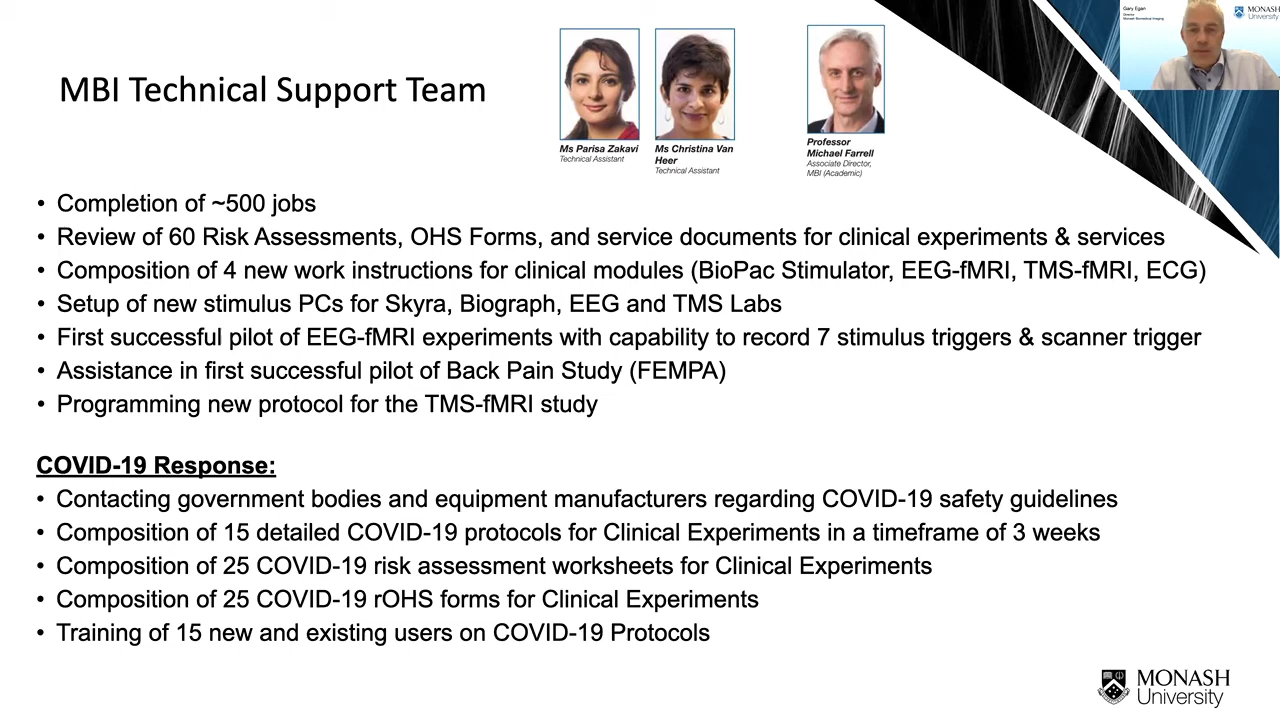 Gary Egan
Director
Monash Biomedical Imaging
MONASH
University
MBI Technical Support Team
Ms Parisa Zakavi
Technical Assistant
Ms Christina Van
Heer
Technical Assistant
Professor
Michael Farrell
Associate Director,
MBI (Academic)
• Completion of ~500 jobs
• Review of 60 Risk Assessments, OHS Forms, and service documents for clinical experiments & services
• Composition of 4 new work instructions for clinical modules (BioPac Stimulator, EEG-fMRI, TMS-fMRI, ECG)
• Setup of new stimulus PCs for Skyra, Biograph, EEG and TMS Labs
• First successful pilot of EEG-fMRI experiments with capability to record 7 stimulus triggers & scanner trigger
• Assistance in first successful pilot of Back Pain Study (FEMPA)
• Programming new protocol for the TMS-fMRI study
COVID-19 Response:
• Contacting government bodies and equipment manufacturers regarding COVID-19 safety guidelines
• Composition of 15 detailed COVID-19 protocols for Clinical Experiments in a timeframe of 3 weeks
• Composition of 25 COVID-19 risk assessment worksheets for Clinical Experiments
• Composition of 25 COVID-19 rOHS forms for Clinical Experiments
• Training of 15 new and existing users on COVID-19 Protocols
MONASH
University